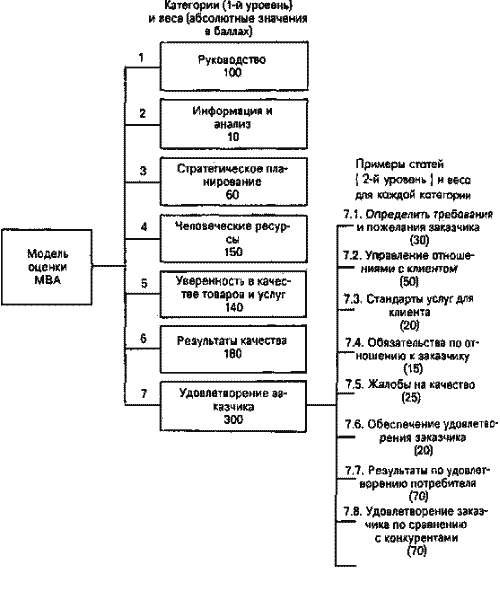 Категории (1-й уровень)
и веса (абсолютные значения
в баллах)
1
Руководство
100
2
Информация и
анализ
10
3
Стратегическое пла-
нирование
60
4
Человеческие ресур-
сы
150
5
Уверенность в качес-
тве товаров и услуг
140
6
Результаты качества
180
7
Удовлетворение за-
казчика
300
Модель
оценки
МВА
Примеры статей
( 2-й уровень ) и веса
для каждой категории
7.1. Определить требования
и пожелания заказчика
(30)
7.2. Управление отноше-
ниями с клиентом
(50)
7.3. Стандарты услуг для
клиента
(20)
7.4. Обязательства по от-
ношению к заказчику
(15)
7.5. Жалобы на качество
(25)
7.6. Обеспечение удовлетво-
рения заказчика
(20)
7.7. Результаты по удовлет-
ворению потребителя
(70)
7.8. Удовлетворение заказ-
чика по сравнению
с конкурентами
(70)